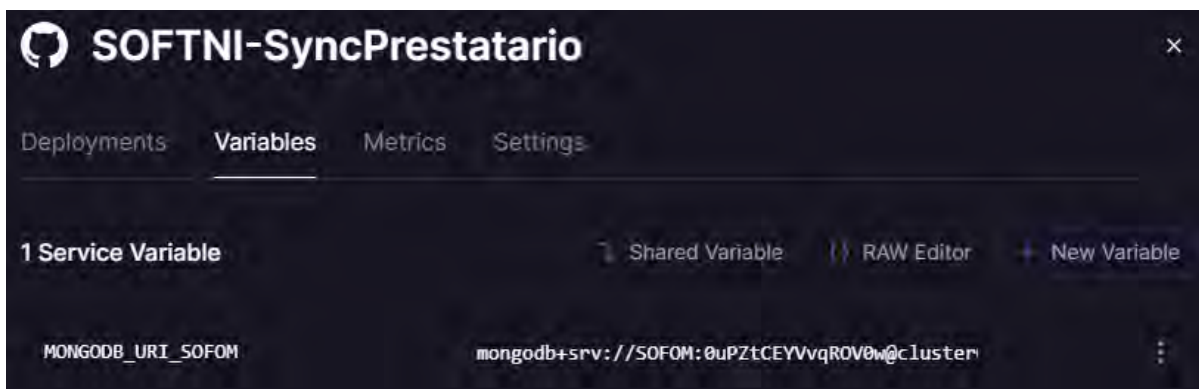 SOFTNI-SyncPrestatario
Deployments Variables Metrics Settings
1 Service Variable Shared Variable {} RAW Editor + New Variable
MONGODB_URI_SOFOM mongodb+srv://SOFOM:0uPZtCEYVvqROV0w@cluster